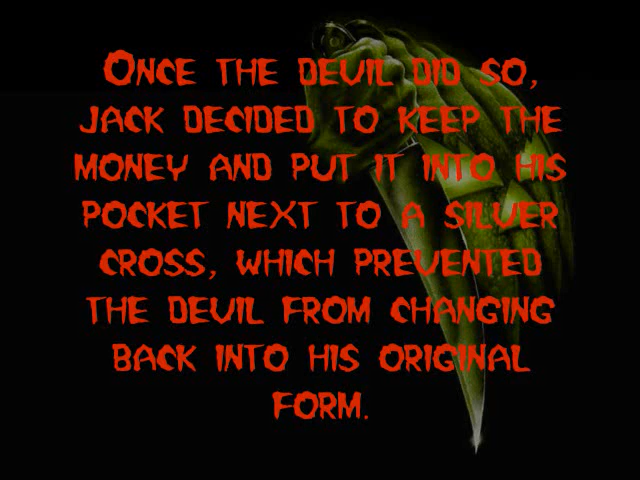 Once the devil did so,
jack decided to keep the
money and put it into his
pocket next to a silver
cross, which prevented
the devil from changing
back into his original
form.